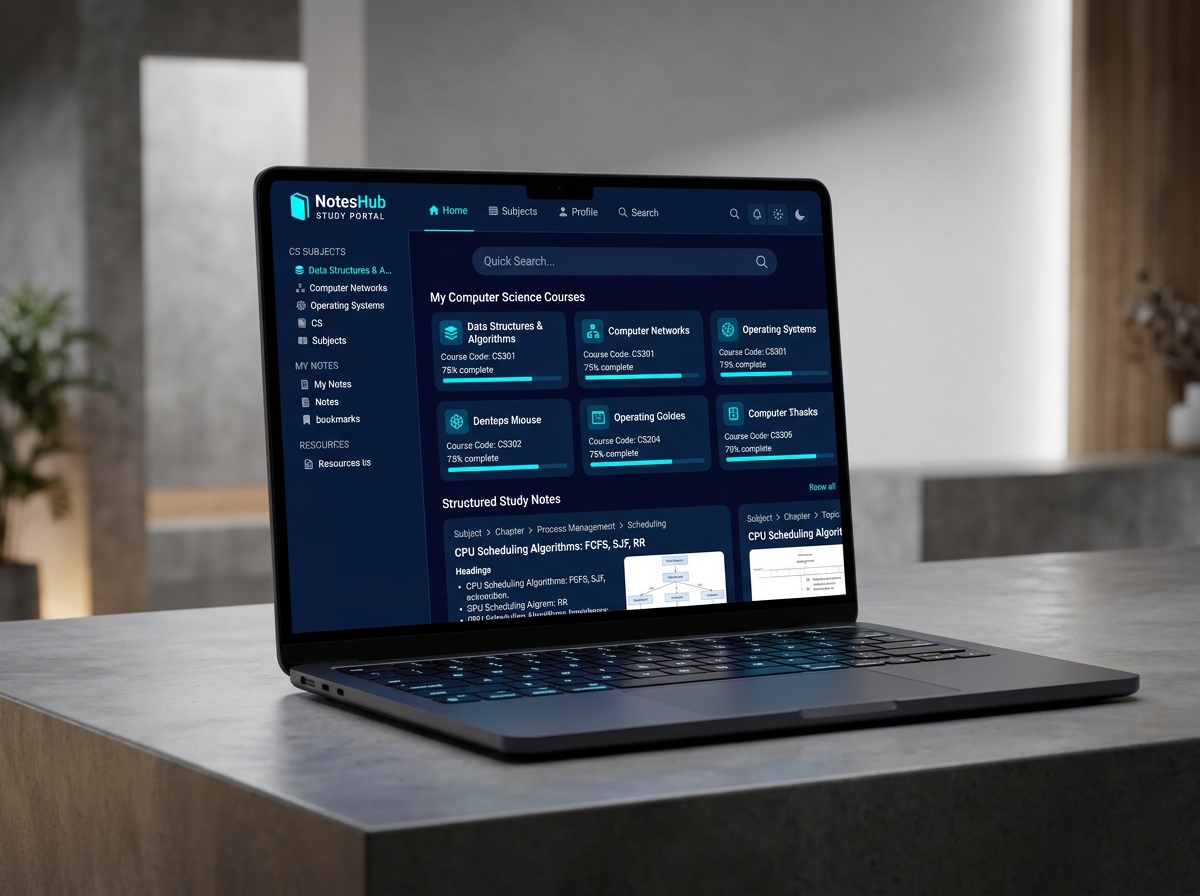 NotesHub
STUDY PORTAL
Home
Subjects
Profile
Search
CS SUBJECTS
Data Structures & A...
Computer Networks
Operating Systems
CS
Subjects
MY NOTES
My Notes
Notes
bookmarks
RESOURCES
Resources Us
Quick Search...
My Computer Science Courses
Data Structures &
Algorithms
Course Code: CS301
75% complete
Computer Networks
Course Code. CS301
75% complete
Operating Systems
Course Code: CS301
75% complete
Denteps Miouse
Course Code: CS302
75% complete
Operating Goides
Course Code: CS204
75% complete
Computer Thasks
Course Code: CS305
75% complete
Structured Study Notes
Roow all
Subject > Chapter > Process Management > Scheduling
CPU Scheduling Algorithms: FCFS, SJF, RR
Headings
• CPU Scheduling Algorithms: FGFS, SJF,
• SPU Scheduling Algrem: RR
Subject > Chapter > Topic
CPU Scheduling Algorit